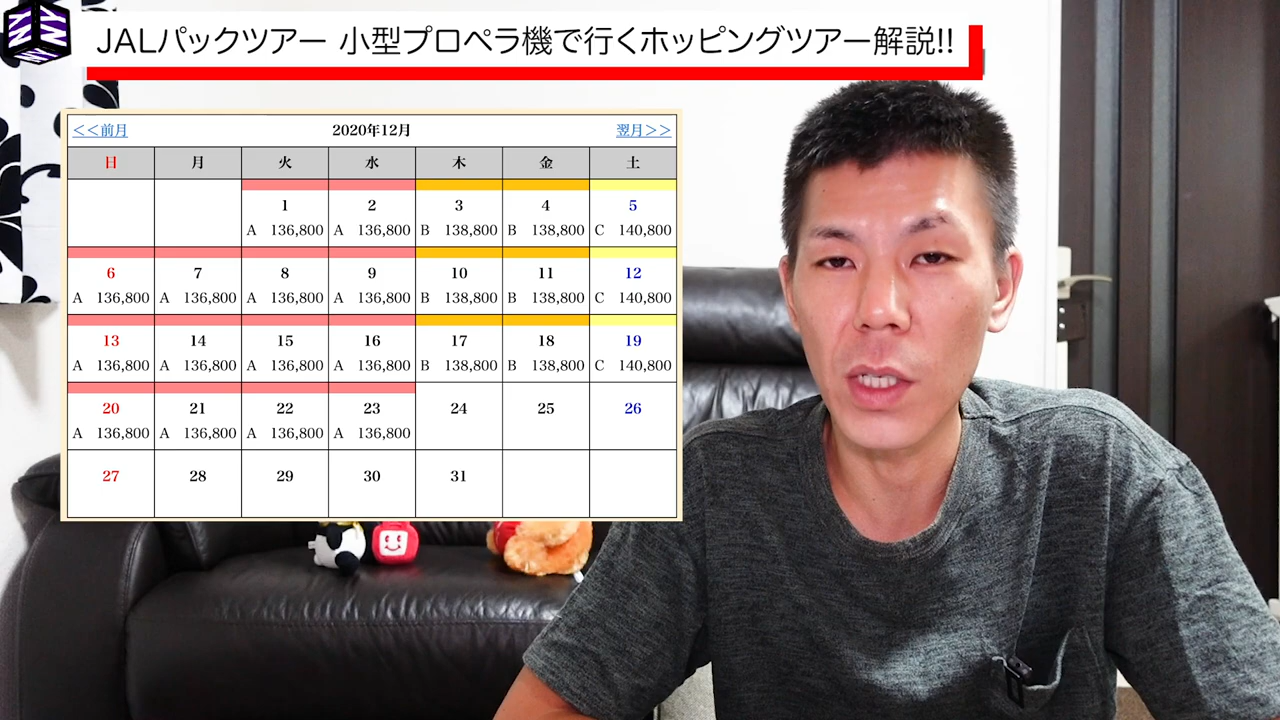 JALパックツアー 小型プロペラ機で行くホッピングツアー解説!!
<<前月 2020年12月 翌月>>
日 月 火 水 木 金 土
1 2 3 4 5
A 136,800 A 136,800 B 138,800 B 138,800 C 140,800
6 7 8 9 10 11 12
A 136,800 A 136,800 A 136,800 A 136,800 B 138,800 B 138,800 C 140,800
13 14 15 16 17 18 19
A 136,800 A 136,800 A 136,800 A 136,800 B 138,800 B 138,800 C 140,800
20 21 22 23 24 25 26
A 136,800 A 136,800 A 136,800 A 136,800
27 28 29 30 31